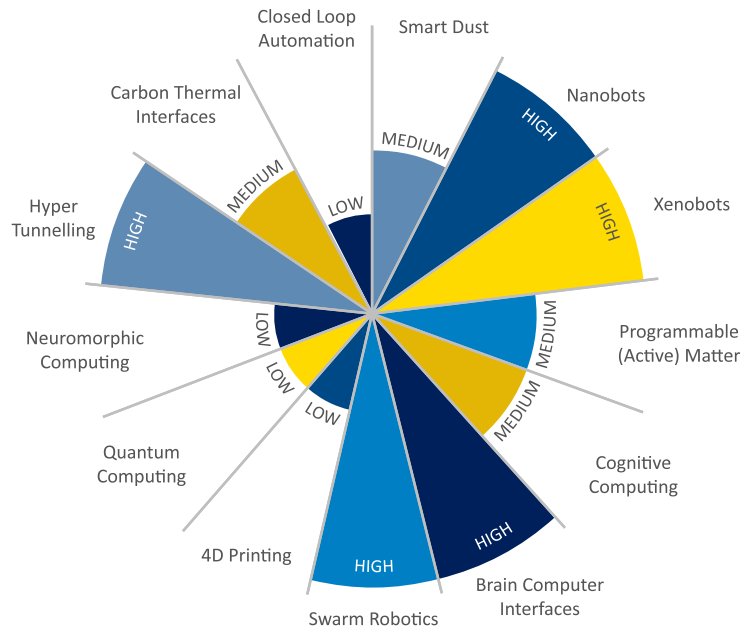 Closed Loop
Automation
LOW
Smart Dust
MEDIUM
Nanobots
HIGH
Xenobots
HIGH
Programmable
(Active) Matter
MEDIUM
Cognitive
Computing
MEDIUM
Brain Computer
Interfaces
HIGH
Swarm Robotics
HIGH
4D Printing
LOW
Quantum
Computing
LOW
Neuromorphic
Computing
LOW
Hyper
Tunnelling
HIGH
Carbon Thermal
Interfaces
MEDIUM